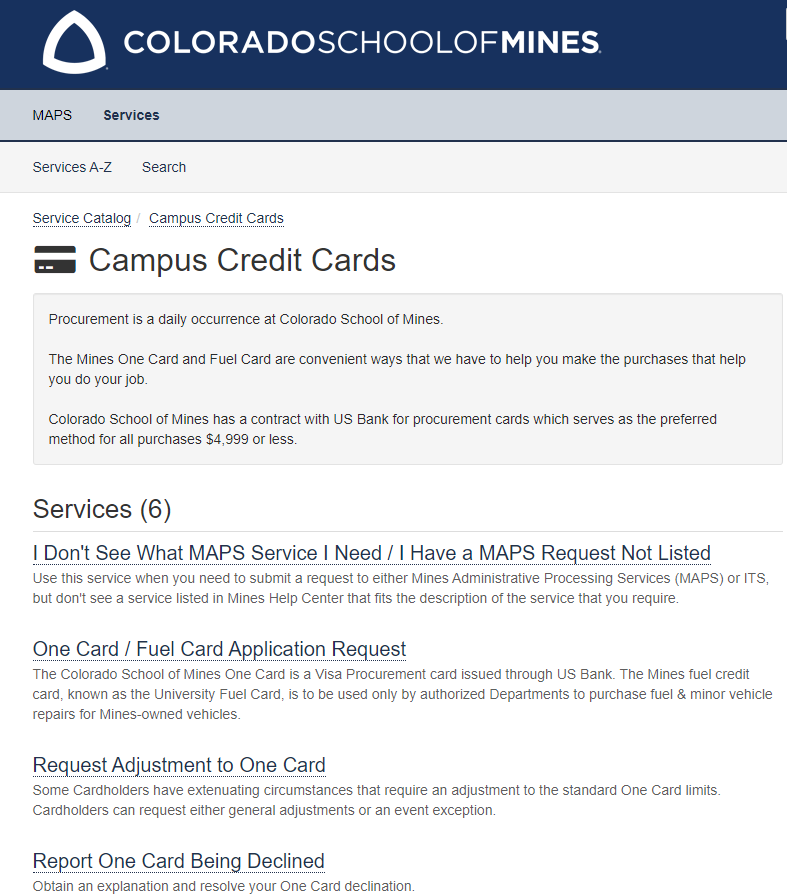 COLORADOSCHOOLOFMINES
MAPS Services
Services A-Z Search
Service Catalog / Campus Credit Cards
Campus Credit Cards
Procurement is a daily occurrence at Colorado School of Mines.
The Mines One Card and Fuel Card are convenient ways that we have to help you make the purchases that help
you do your job.
Colorado School of Mines has a contract with US Bank for procurement cards which serves as the preferred
method for all purchases $4,999 or less.
Services (6)
I Don't See What MAPS Service I Need / I Have a MAPS Request Not Listed
Use this service when you need to submit a request to either Mines Administrative Processing Services (MAPS) or ITS,
but don't see a service listed in Mines Help Center that fits the description of the service that you require.
One Card / Fuel Card Application Request
The Colorado School of Mines One Card is a Visa Procurement card issued through US Bank. The Mines fuel credit
card, known as the University Fuel Card, is to be used only by authorized Departments to purchase fuel & minor vehicle
repairs for Mines-owned vehicles.
Request Adjustment to One Card
Some Cardholders have extenuating circumstances that require an adjustment to the standard One Card limits.
Cardholders can request either general adjustments or an event exception.
Report One Card Being Declined
Obtain an explanation and resolve your One Card declination.